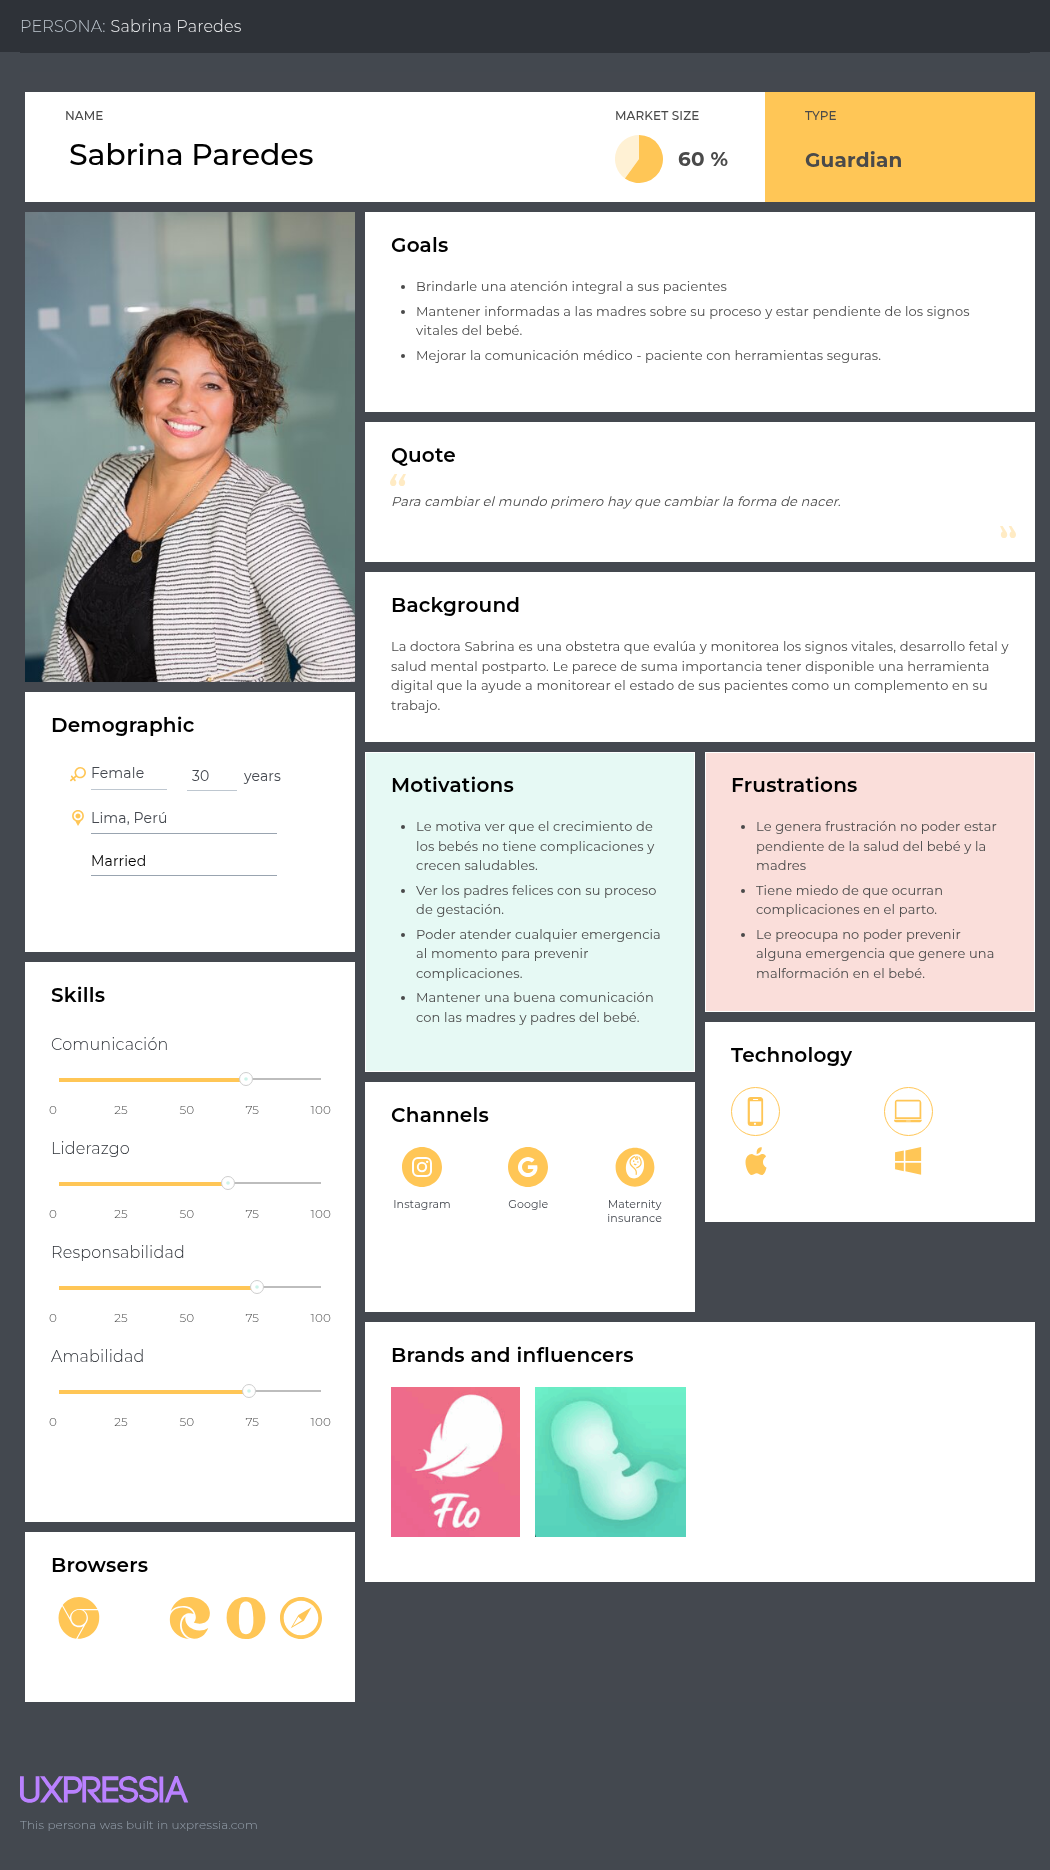 PERSONA: Sabrina Paredes
NAME
Sabrina Paredes
MARKET SIZE
60 %
TYPE
Guardian
Goals
Brindarle una atención integral a sus pacientes
Mantener informadas a las madres sobre su proceso y estar pendiente de los signos
vitales del bebé.
Mejorar la comunicación médico - paciente con herramientas seguras.
Quote
“
Para cambiar el mundo primero hay que cambiar la forma de nacer.
”
Background
La doctora Sabrina es una obstetra que evalúa y monitorea los signos vitales, desarrollo fetal y
salud mental postparto. Le parece de suma importancia tener disponible una herramienta
digital que la ayude a monitorear el estado de sus pacientes como un complemento en su
trabajo.
Demographic
Female 30 years
Lima, Perú
Married
Motivations
Le motiva ver que el crecimiento de
los bebés no tiene complicaciones y
crecen saludables.
Ver los padres felices con su proceso
de gestación.
Poder atender cualquier emergencia
al momento para prevenir
complicaciones.
Mantener una buena comunicación
con las madres y padres del bebé.
Frustrations
Le genera frustración no poder estar
pendiente de la salud del bebé y la
madres
Tiene miedo de que ocurran
complicaciones en el parto.
Le preocupa no poder prevenir
alguna emergencia que genere una
malformación en el bebé.
Skills
Comunicación
0 25 50 75 100
Liderazgo
0 25 50 75 100
Responsabilidad
0 25 50 75 100
Amabilidad
0 25 50 75 100
Technology
Channels
Instagram
Google
Maternity
insurance
Brands and influencers
Flo
Browsers
UXPRESSIA
This persona was built in uxpressia.com